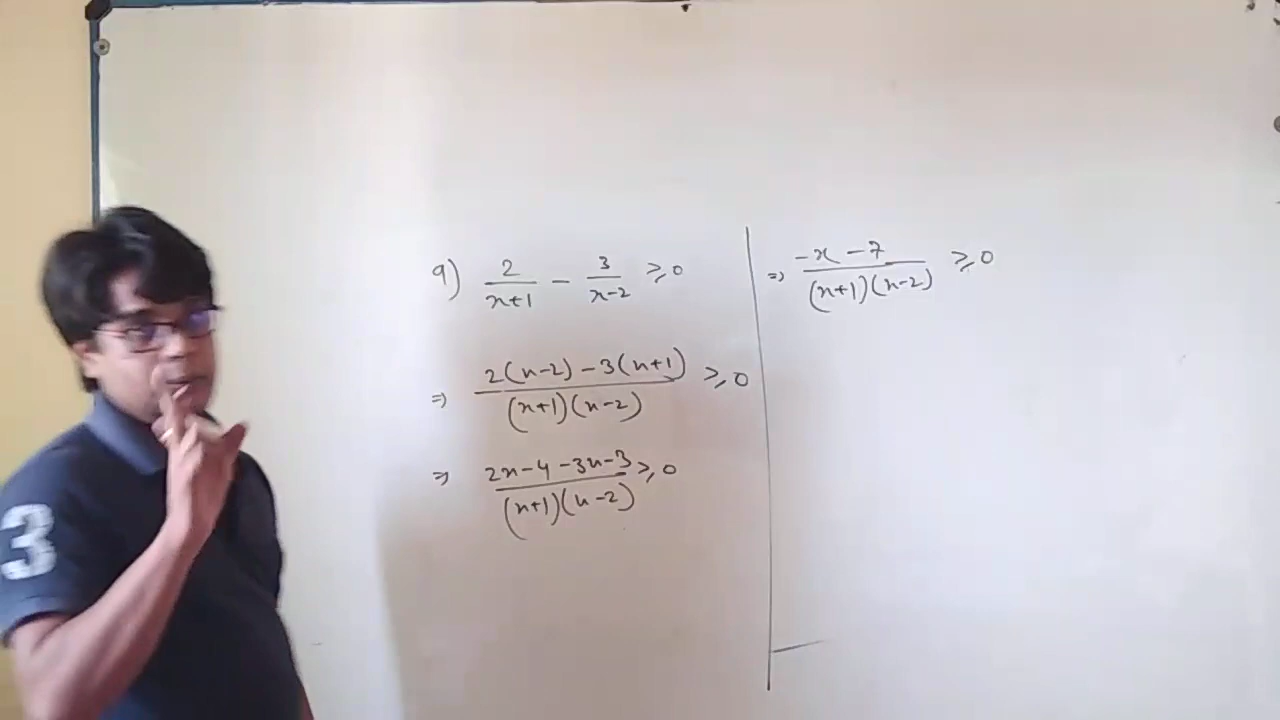 9) 2/(x+1) - 3/(x-2) ≥ 0
⇒ (2(x-2) - 3(x+1))/((x+1)(x-2)) ≥ 0
⇒ (2x-4-3x-3)/((x+1)(x-2)) ≥ 0
⇒ (-x-7)/((x+1)(x-2)) ≥ 0
3